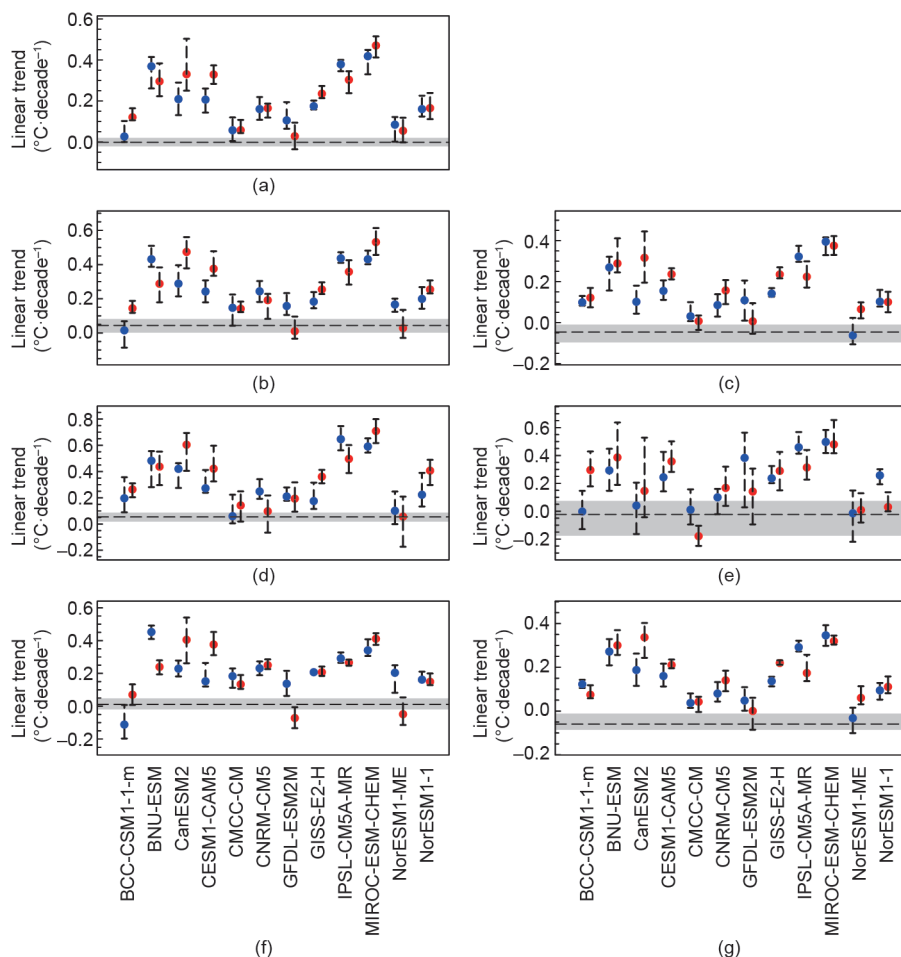 0.6
0.4
0.2
0.0
Linear trend
(°C·decade⁻¹)
(a)
0.6
0.4
0.2
0.0
Linear trend
(°C·decade⁻¹)
(b)
0.4
0.2
0.0
−0.2
Linear trend
(°C·decade⁻¹)
(c)
0.8
0.6
0.4
0.2
0.0
−0.2
Linear trend
(°C·decade⁻¹)
(d)
0.6
0.4
0.2
0.0
−0.2
Linear trend
(°C·decade⁻¹)
(e)
0.6
0.4
0.2
0.0
−0.2
Linear trend
(°C·decade⁻¹)
BCC-CSM1-1-m
BNU-ESM
CanESM2
CESM1-CAM5
CMCC-CM
CNRM-CM5
GFDL-ESM2M
GISS-E2-H
IPSL-CM5A-MR
MIROC-ESM-CHEM
NorESM1-ME
NorESM1-1
(f)
0.4
0.2
0.0
−0.2
Linear trend
(°C·decade⁻¹)
BCC-CSM1-1-m
BNU-ESM
CanESM2
CESM1-CAM5
CMCC-CM
CNRM-CM5
GFDL-ESM2M
GISS-E2-H
IPSL-CM5A-MR
MIROC-ESM-CHEM
NorESM1-ME
NorESM1-1
(g)